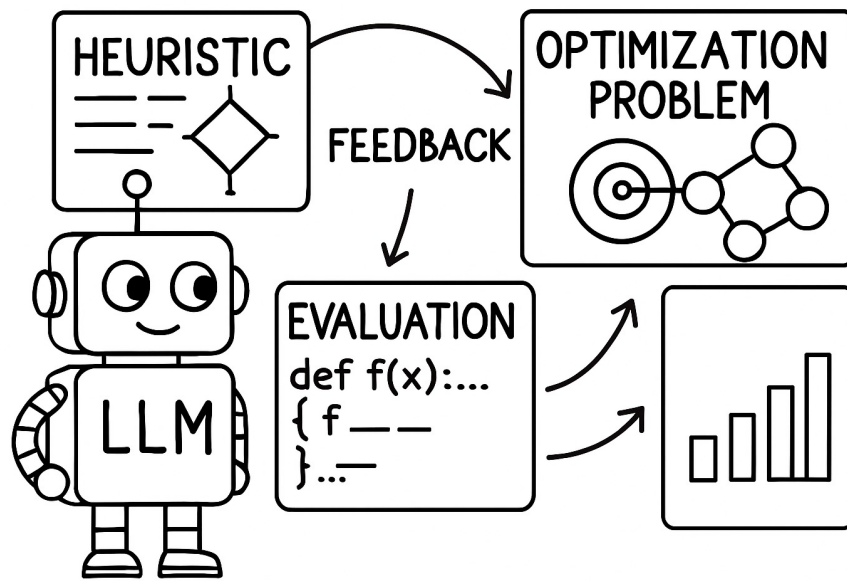 HEURISTIC
OPTIMIZATION
PROBLEM
FEEDBACK
EVALUATION
def f(x):...
{ f
}...
LLM